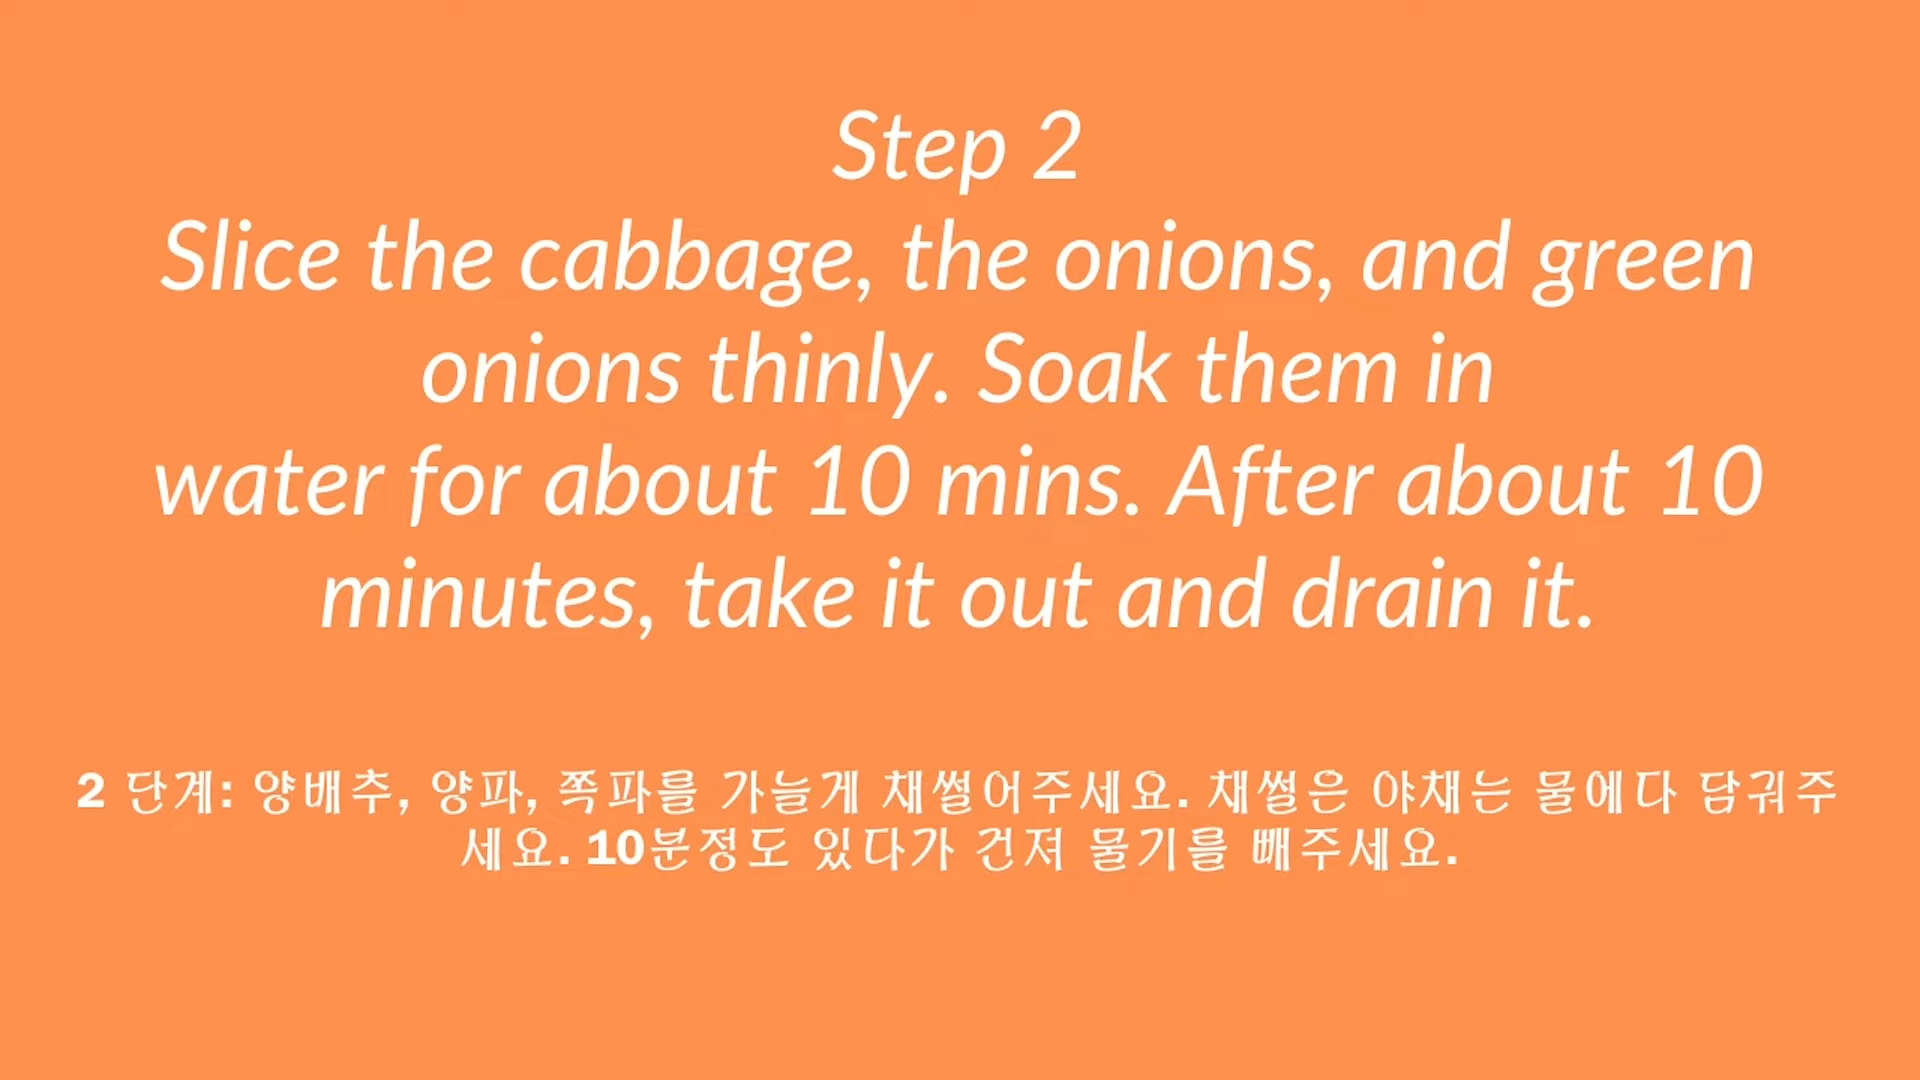 Step 2
Slice the cabbage, the onions, and green
onions thinly. Soak them in
water for about 10 mins. After about 10
minutes, take it out and drain it.
2 단계: 양배추, 양파, 쪽파를 가늘게 채썰어주세요. 채썰은 야채는 물에다 담궈주
세요. 10분정도 있다가 건져 물기를 빼주세요.